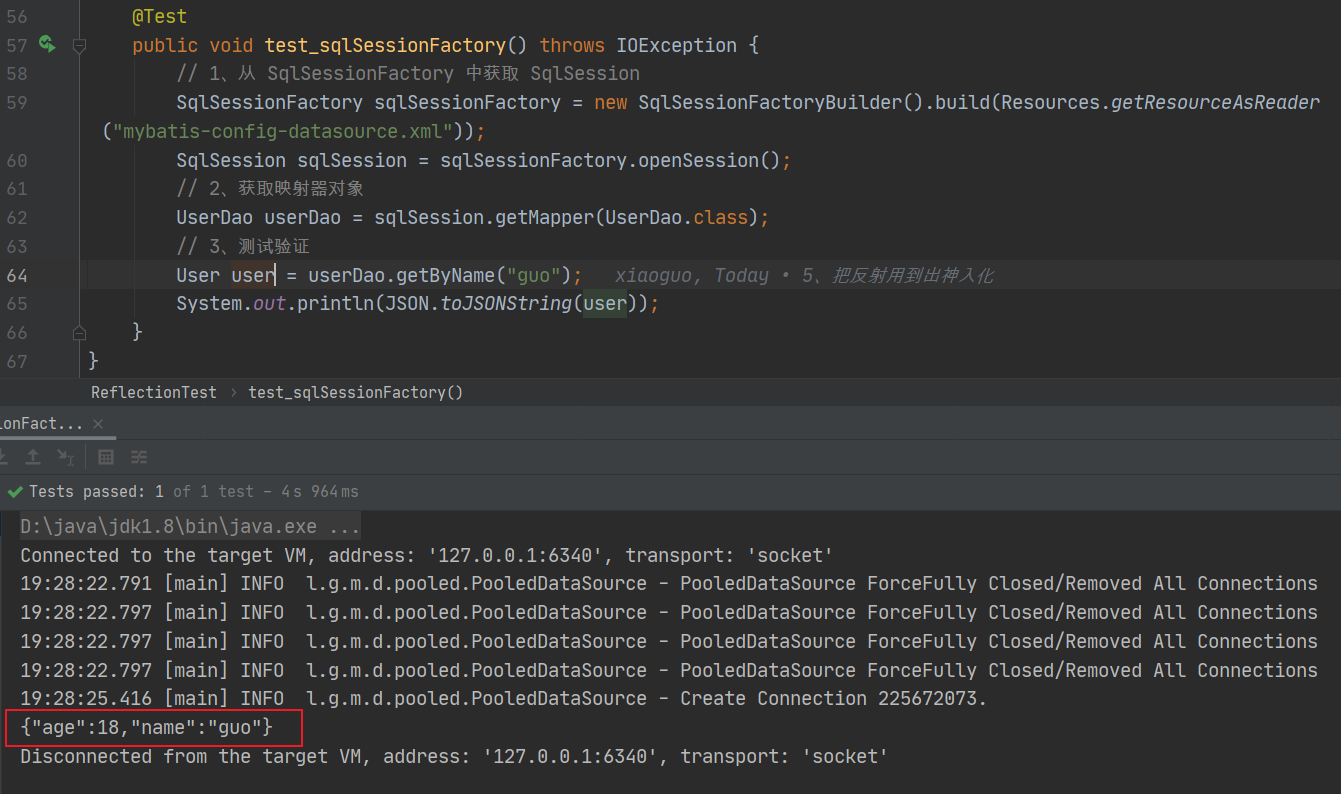 56 @Test
57 public void test_sqlSessionFactory() throws IOException {
58 // 1、从 SqlSessionFactory 中获取 SqlSession
59 SqlSessionFactory sqlSessionFactory = new SqlSessionFactoryBuilder().build(Resources.getResourceAsReader
("mybatis-config-datasource.xml"));
60 SqlSession sqlSession = sqlSessionFactory.openSession();
61 // 2、获取映射器对象
62 UserDao userDao = sqlSession.getMapper(UserDao.class);
63 // 3、测试验证
64 User user = userDao.getByName("guo"); xiaoguo, Today • 5、把反射用到出神入化
65 System.out.println(JSON.toJSONString(user));
66 }
67 }
ReflectionTest › test_sqlSessionFactory()
ionFact... ×
Tests passed: 1 of 1 test – 4 s 964 ms
D:\java\jdk1.8\bin\java.exe ...
Connected to the target VM, address: '127.0.0.1:6340', transport: 'socket'
19:28:22.791 [main] INFO  l.g.m.d.pooled.PooledDataSource - PooledDataSource ForceFully Closed/Removed All Connections
19:28:22.797 [main] INFO  l.g.m.d.pooled.PooledDataSource - PooledDataSource ForceFully Closed/Removed All Connections
19:28:22.797 [main] INFO  l.g.m.d.pooled.PooledDataSource - PooledDataSource ForceFully Closed/Removed All Connections
19:28:22.797 [main] INFO  l.g.m.d.pooled.PooledDataSource - PooledDataSource ForceFully Closed/Removed All Connections
19:28:25.416 [main] INFO  l.g.m.d.pooled.PooledDataSource - Create Connection 225672073.
{"age":18,"name":"guo"}
Disconnected from the target VM, address: '127.0.0.1:6340', transport: 'socket'